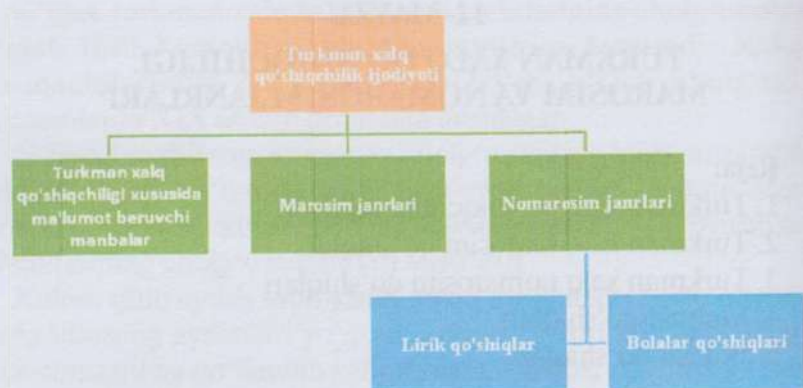 Turkman xalq
qo'shiqchilik ijodiyoti
Turkman xalq
qo'shiqchiligi xususida
ma'lumot beruvchi
manbalar
Marosim janrlari
Nomarosim janrlari
Lirik qo'shiqlar
Bolalar qo'shiqlari